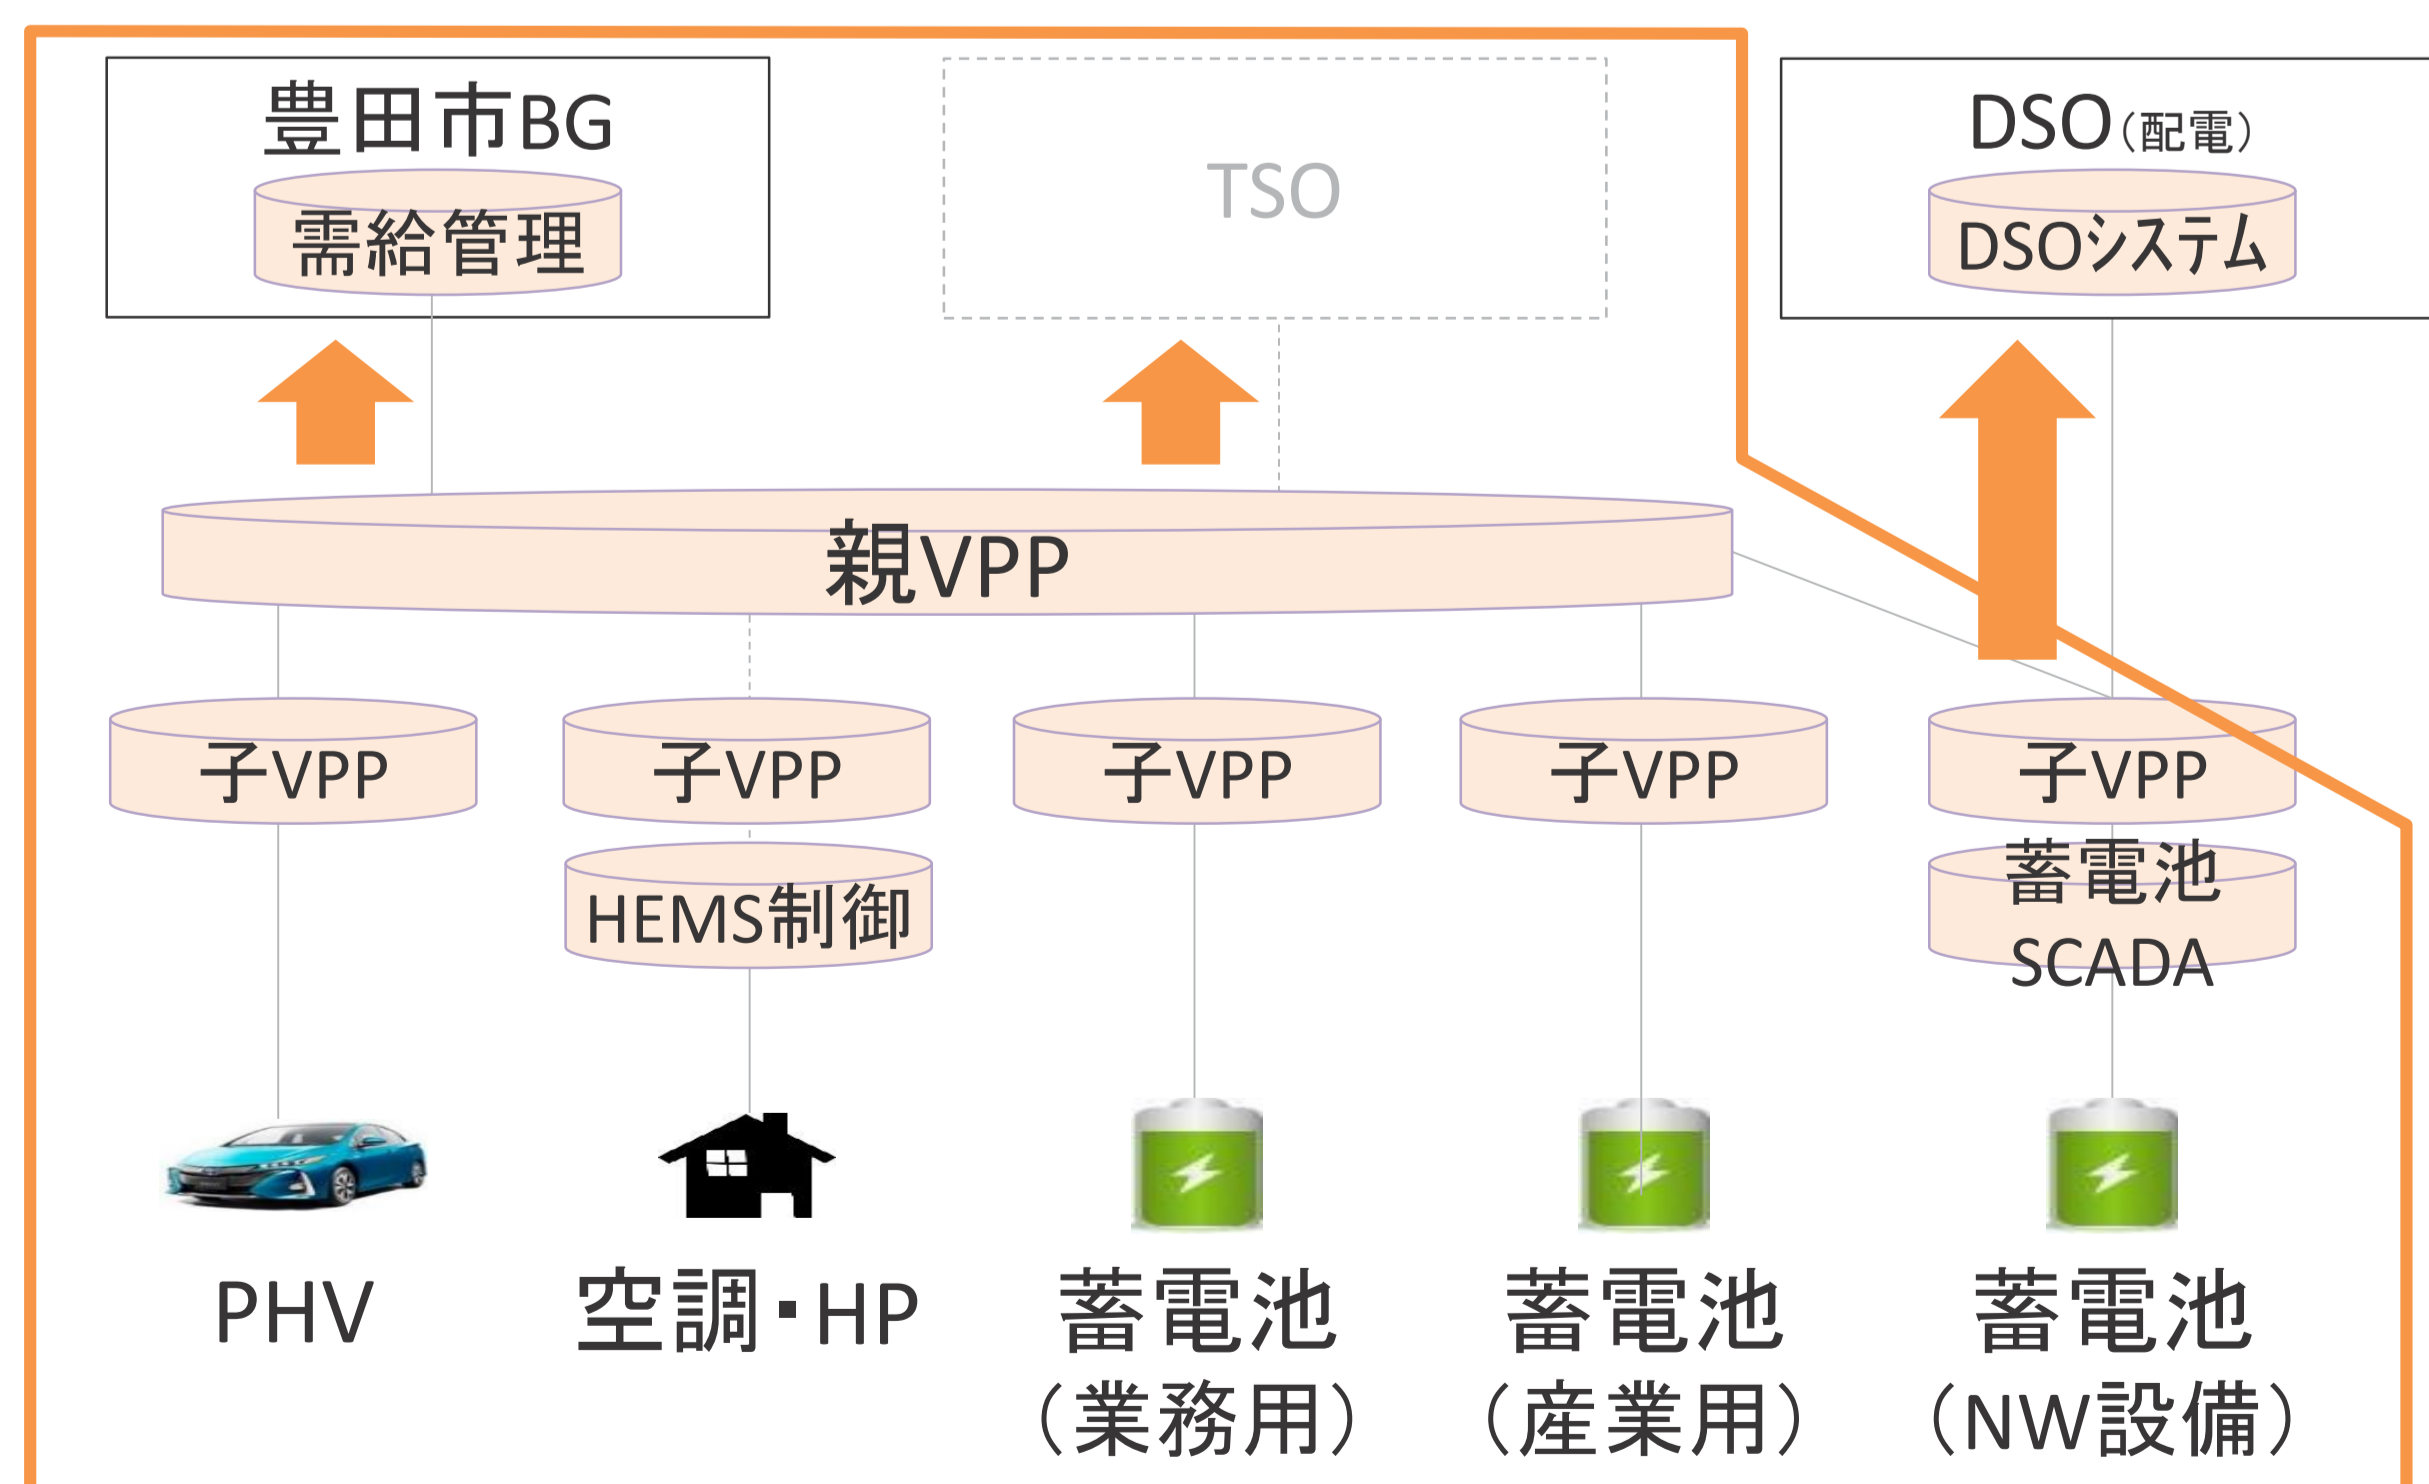 豊田市BG
需給管理
TSO
DSO（配電）
DSOシステム
親VPP
子VPP
子VPP
子VPP
子VPP
子VPP
HEMS制御
蓄電池
SCADA
PHV
空調・HP
蓄電池
（業務用）
蓄電池
（産業用）
蓄電池
（NW設備）